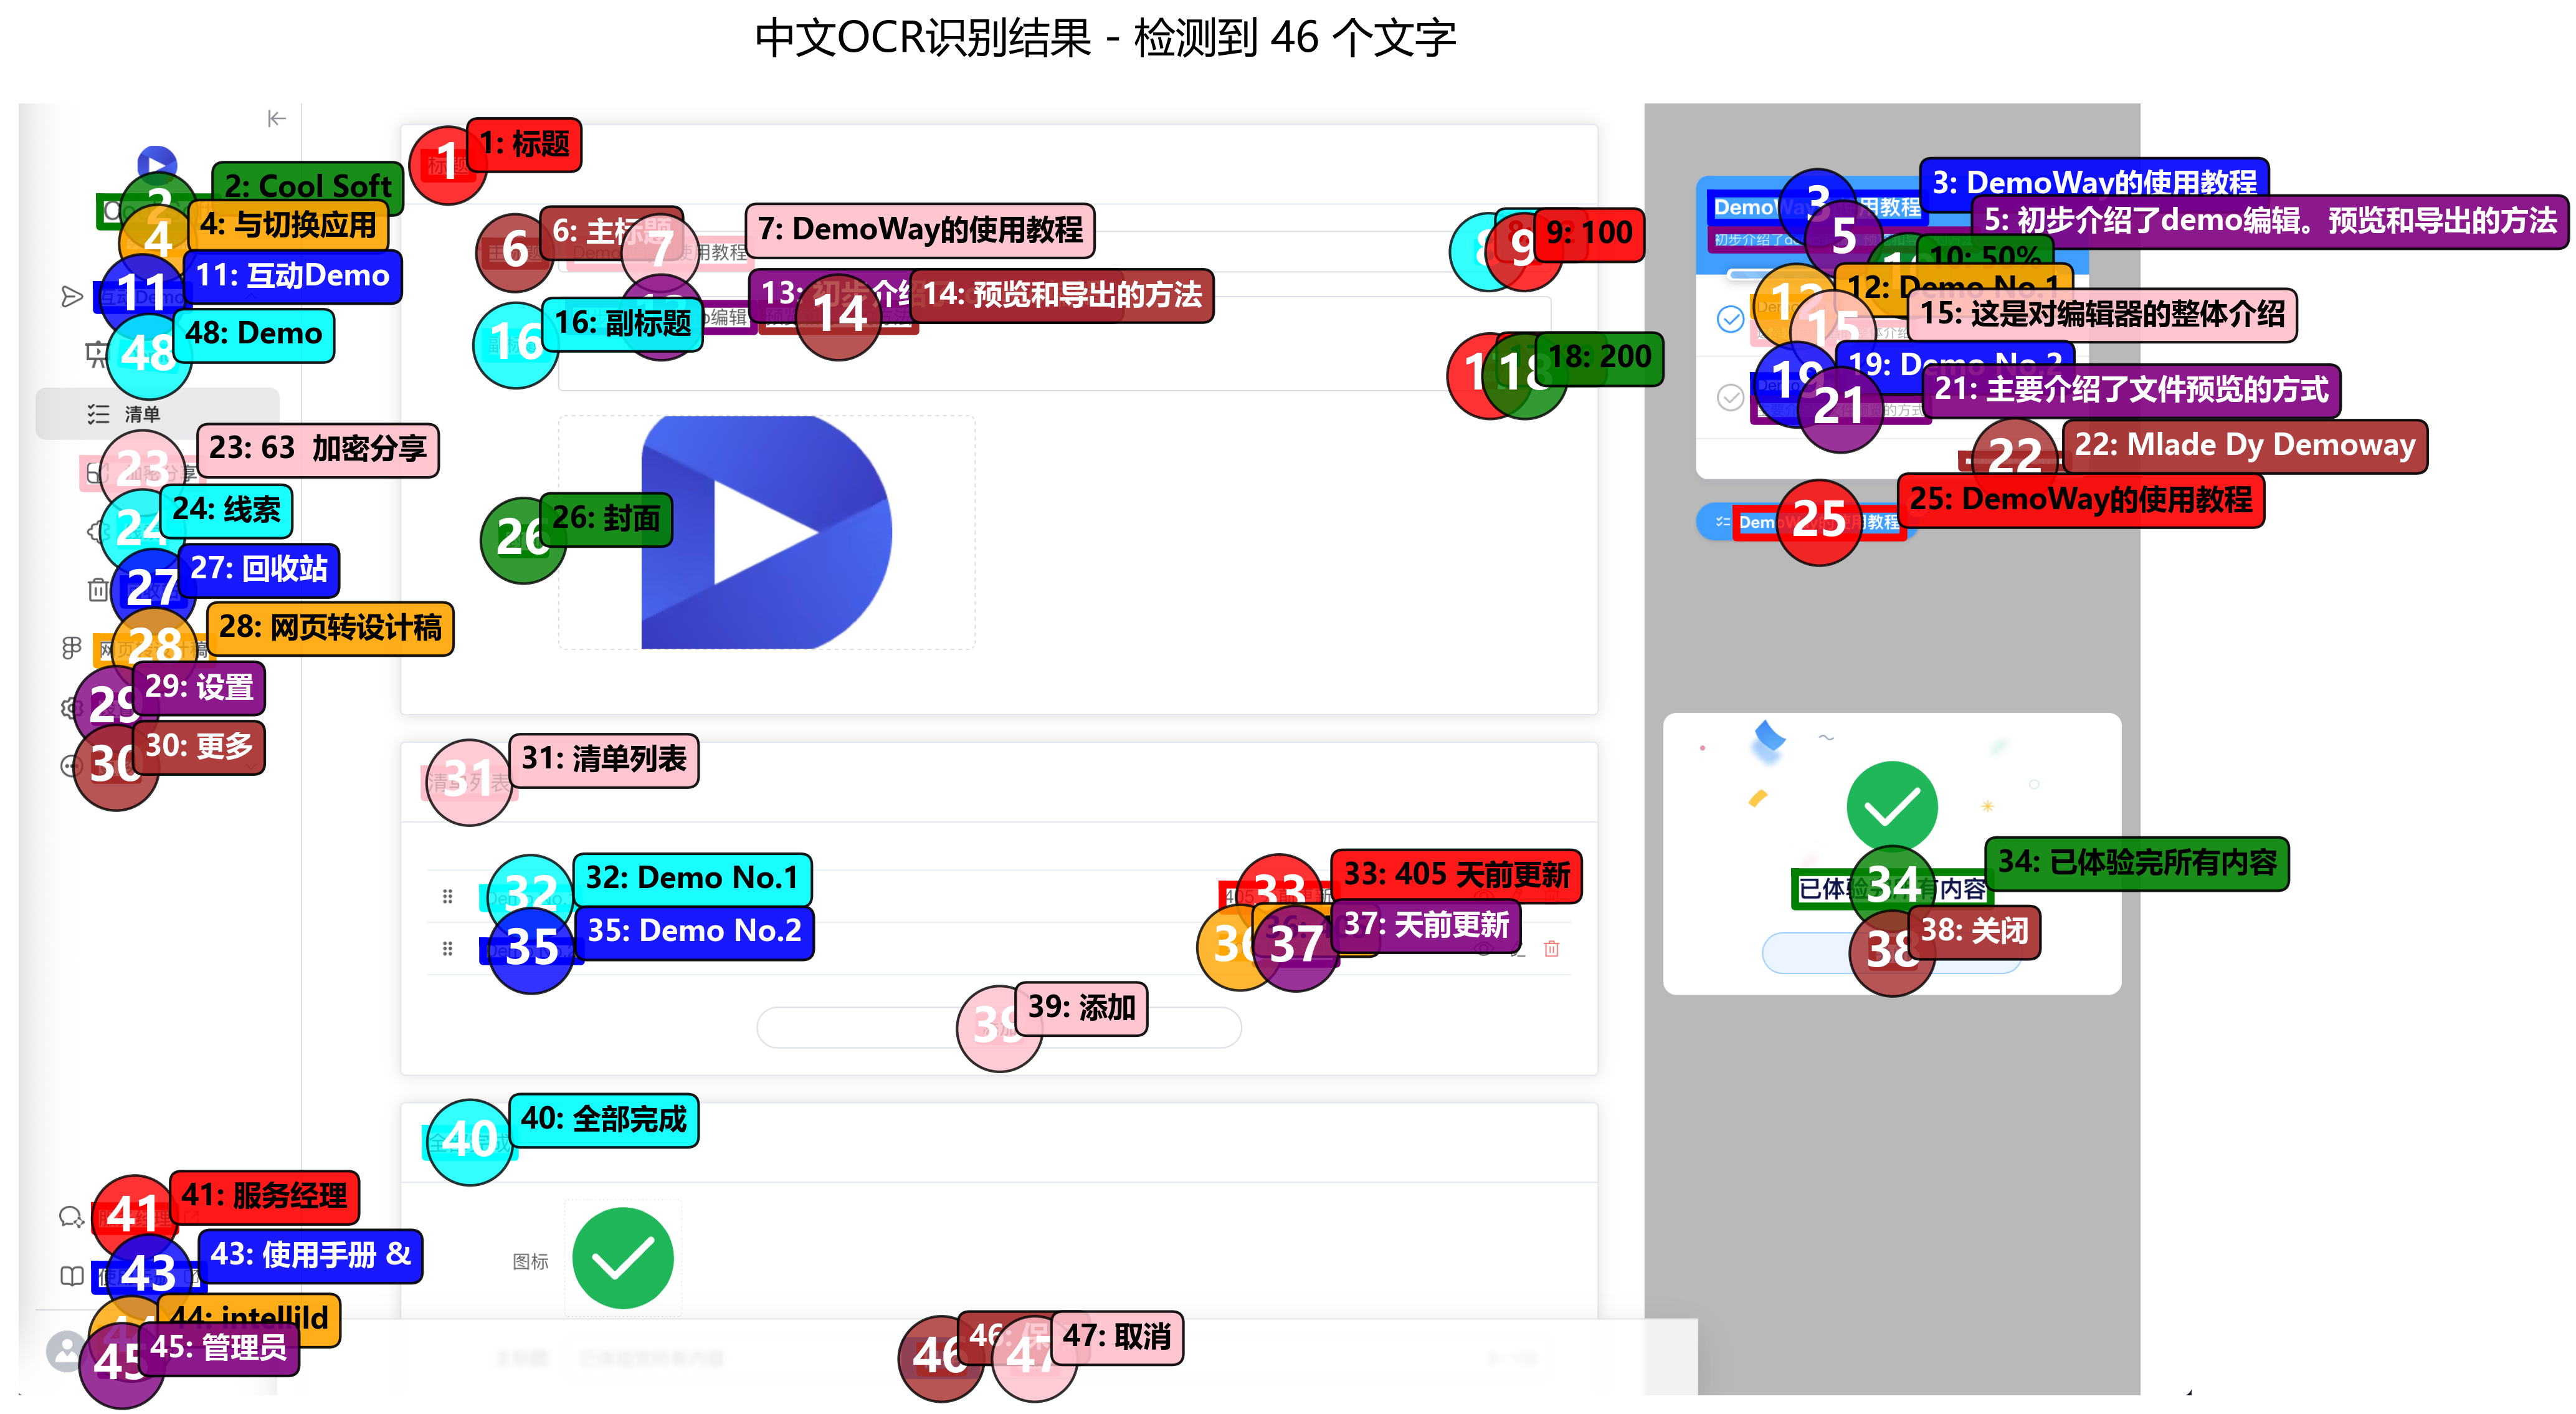 中文OCR识别结果 - 检测到 46 个文字
1: 标题
2: Cool Soft
3: DemoWay的使用教程
4: 与切换应用
5: 初步介绍了demo编辑。预览和导出的方法
6: 主标题
7: DemoWay的使用教程
9: 100
10: 50%
11: 互动Demo
12: Demo No.1
13: 初步介绍
14: 预览和导出的方法
15: 这是对编辑器的整体介绍
16: 副标题
48: Demo
18: 200
19: Demo No.2
21: 主要介绍了文件预览的方式
清单
22: Mlade Dy Demoway
23: 63 加密分享
24: 线索
25: DemoWay的使用教程
26: 封面
27: 回收站
28: 网页转设计稿
29: 设置
30: 更多
31: 清单列表
32: Demo No.1
33: 405 天前更新
34: 已体验完所有内容
35: Demo No.2
37: 天前更新
38: 关闭
39: 添加
40: 全部完成
41: 服务经理
43: 使用手册 &
图标
44: intellild
45: 管理员
46:
47: 取消